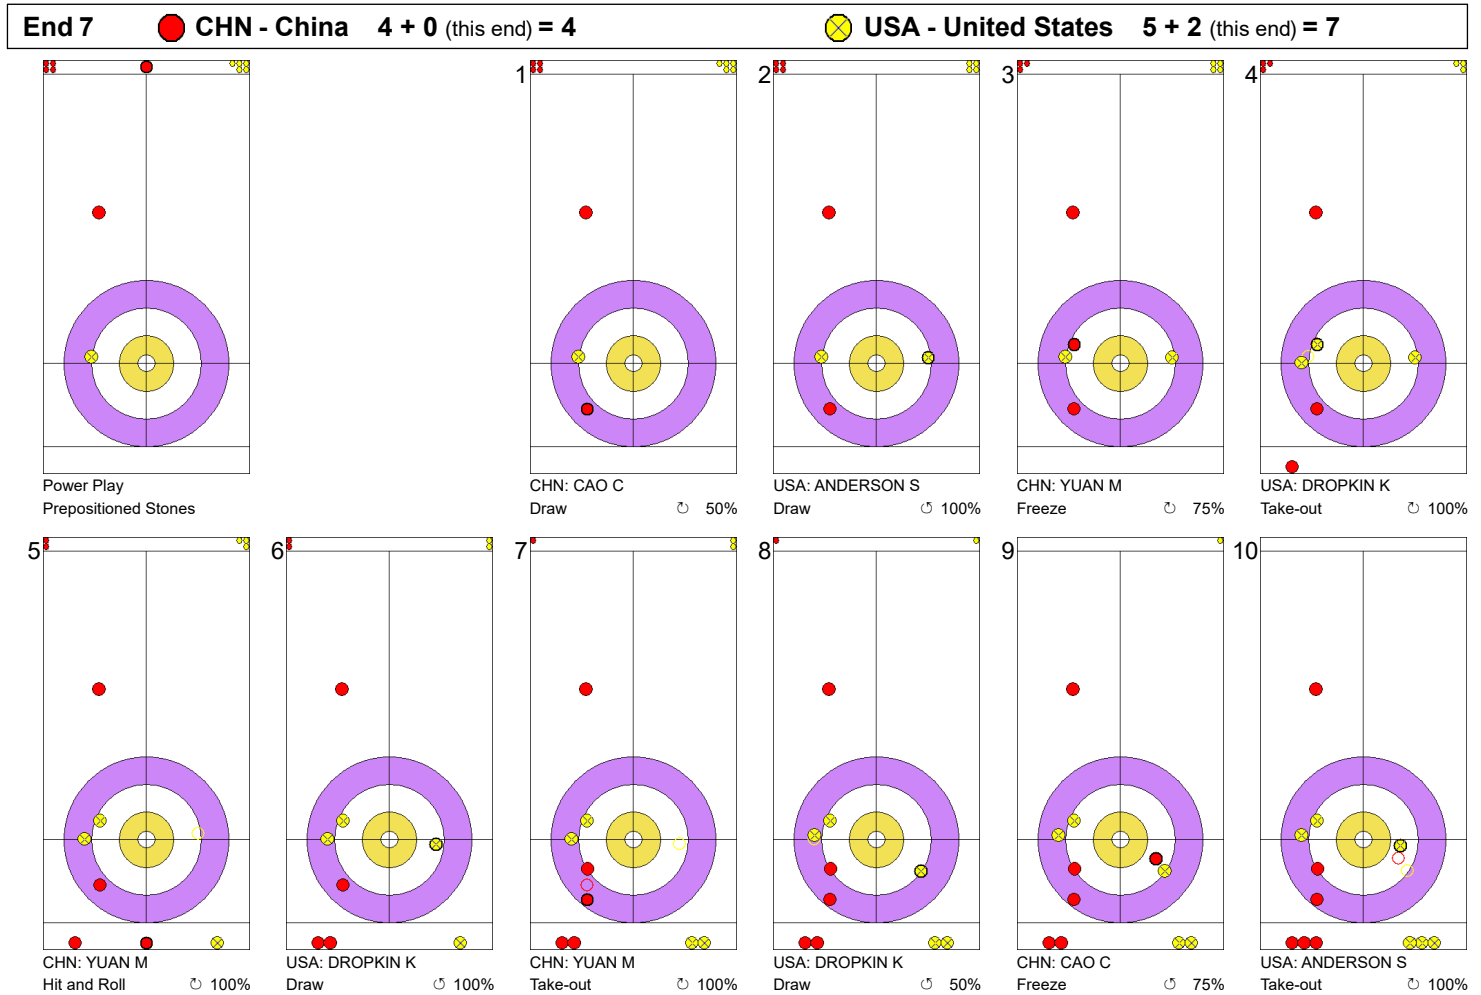 End 7 CHN - China 4 + 0 (this end) = 4 USA - United States 5 + 2 (this end) = 7
1 2 3 4
Power Play CHN: CAO C USA: ANDERSON S CHN: YUAN M USA: DROPKIN K
Prepositioned Stones Draw ↻ 50% Draw ↺ 100% Freeze ↻ 75% Take-out ↺ 100%
5 6 7 8 9 10
CHN: YUAN M USA: DROPKIN K CHN: YUAN M USA: DROPKIN K CHN: CAO C USA: ANDERSON S
Hit and Roll ↻ 100% Draw ↺ 100% Take-out ↻ 100% Draw ↺ 50% Freeze ↻ 75% Take-out ↺ 100%